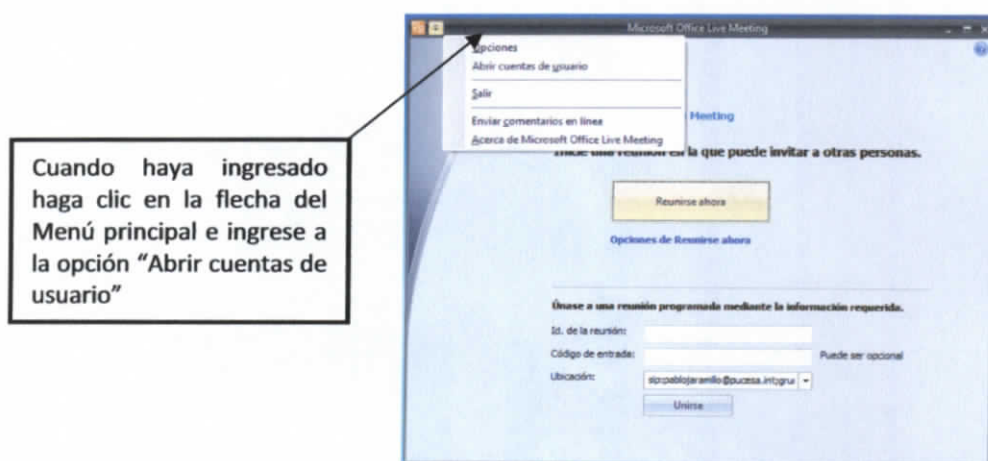 Microsoft Office Live Meeting
Opciones
Abrir cuentas de usuario
Salir
Enviar comentarios en línea
Acerca de Microsoft Office Live Meeting
Meeting
Inicie una reunión en la que puede invitar a otras personas.
Reunirse ahora
Opciones de Reunirse ahora
Cuando haya ingresado
haga clic en la flecha del
Menú principal e ingrese a
la opción “Abrir cuentas de
usuario”
Únase a una reunión programada mediante la información requerida.
Id. de la reunión:
Código de entrada: Puede ser opcional
Ubicación: sip:pablojaramillo@pucesa.int;gru
Unirse